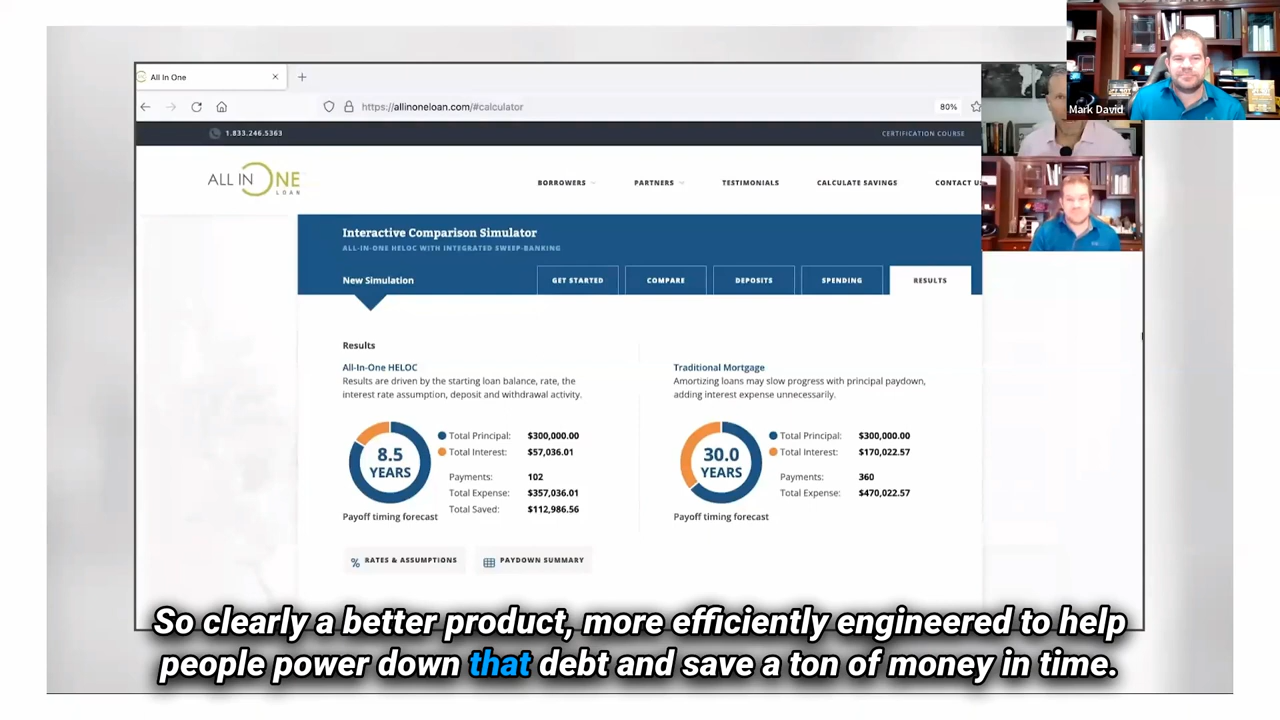 All In One
https://allinoneloan.com/#calculator
80%
Mark David
1.833.246.5363
CERTIFICATION COURSE
ALL IN ONE
LOAN
BORROWERS
PARTNERS
TESTIMONIALS
CALCULATE SAVINGS
CONTACT US
Interactive Comparison Simulator
ALL-IN-ONE HELOC WITH INTEGRATED SWEEP-BANKING
New Simulation
GET STARTED
COMPARE
DEPOSITS
SPENDING
RESULTS
Results
All-In-One HELOC
Results are driven by the starting loan balance, rate, the
interest rate assumption, deposit and withdrawal activity.
8.5
YEARS
Total Principal: $300,000.00
Total Interest: $57,036.01
Payments: 102
Total Expense: $357,036.01
Total Saved: $112,986.56
Payoff timing forecast
Traditional Mortgage
Amortizing loans may slow progress with principal paydown,
adding interest expense unnecessarily.
30.0
YEARS
Total Principal: $300,000.00
Total Interest: $170,022.57
Payments: 360
Total Expense: $470,022.57
Payoff timing forecast
% RATES & ASSUMPTIONS
PAYDOWN SUMMARY
So clearly a better product, more efficiently engineered to help
people power down that debt and save a ton of money in time.